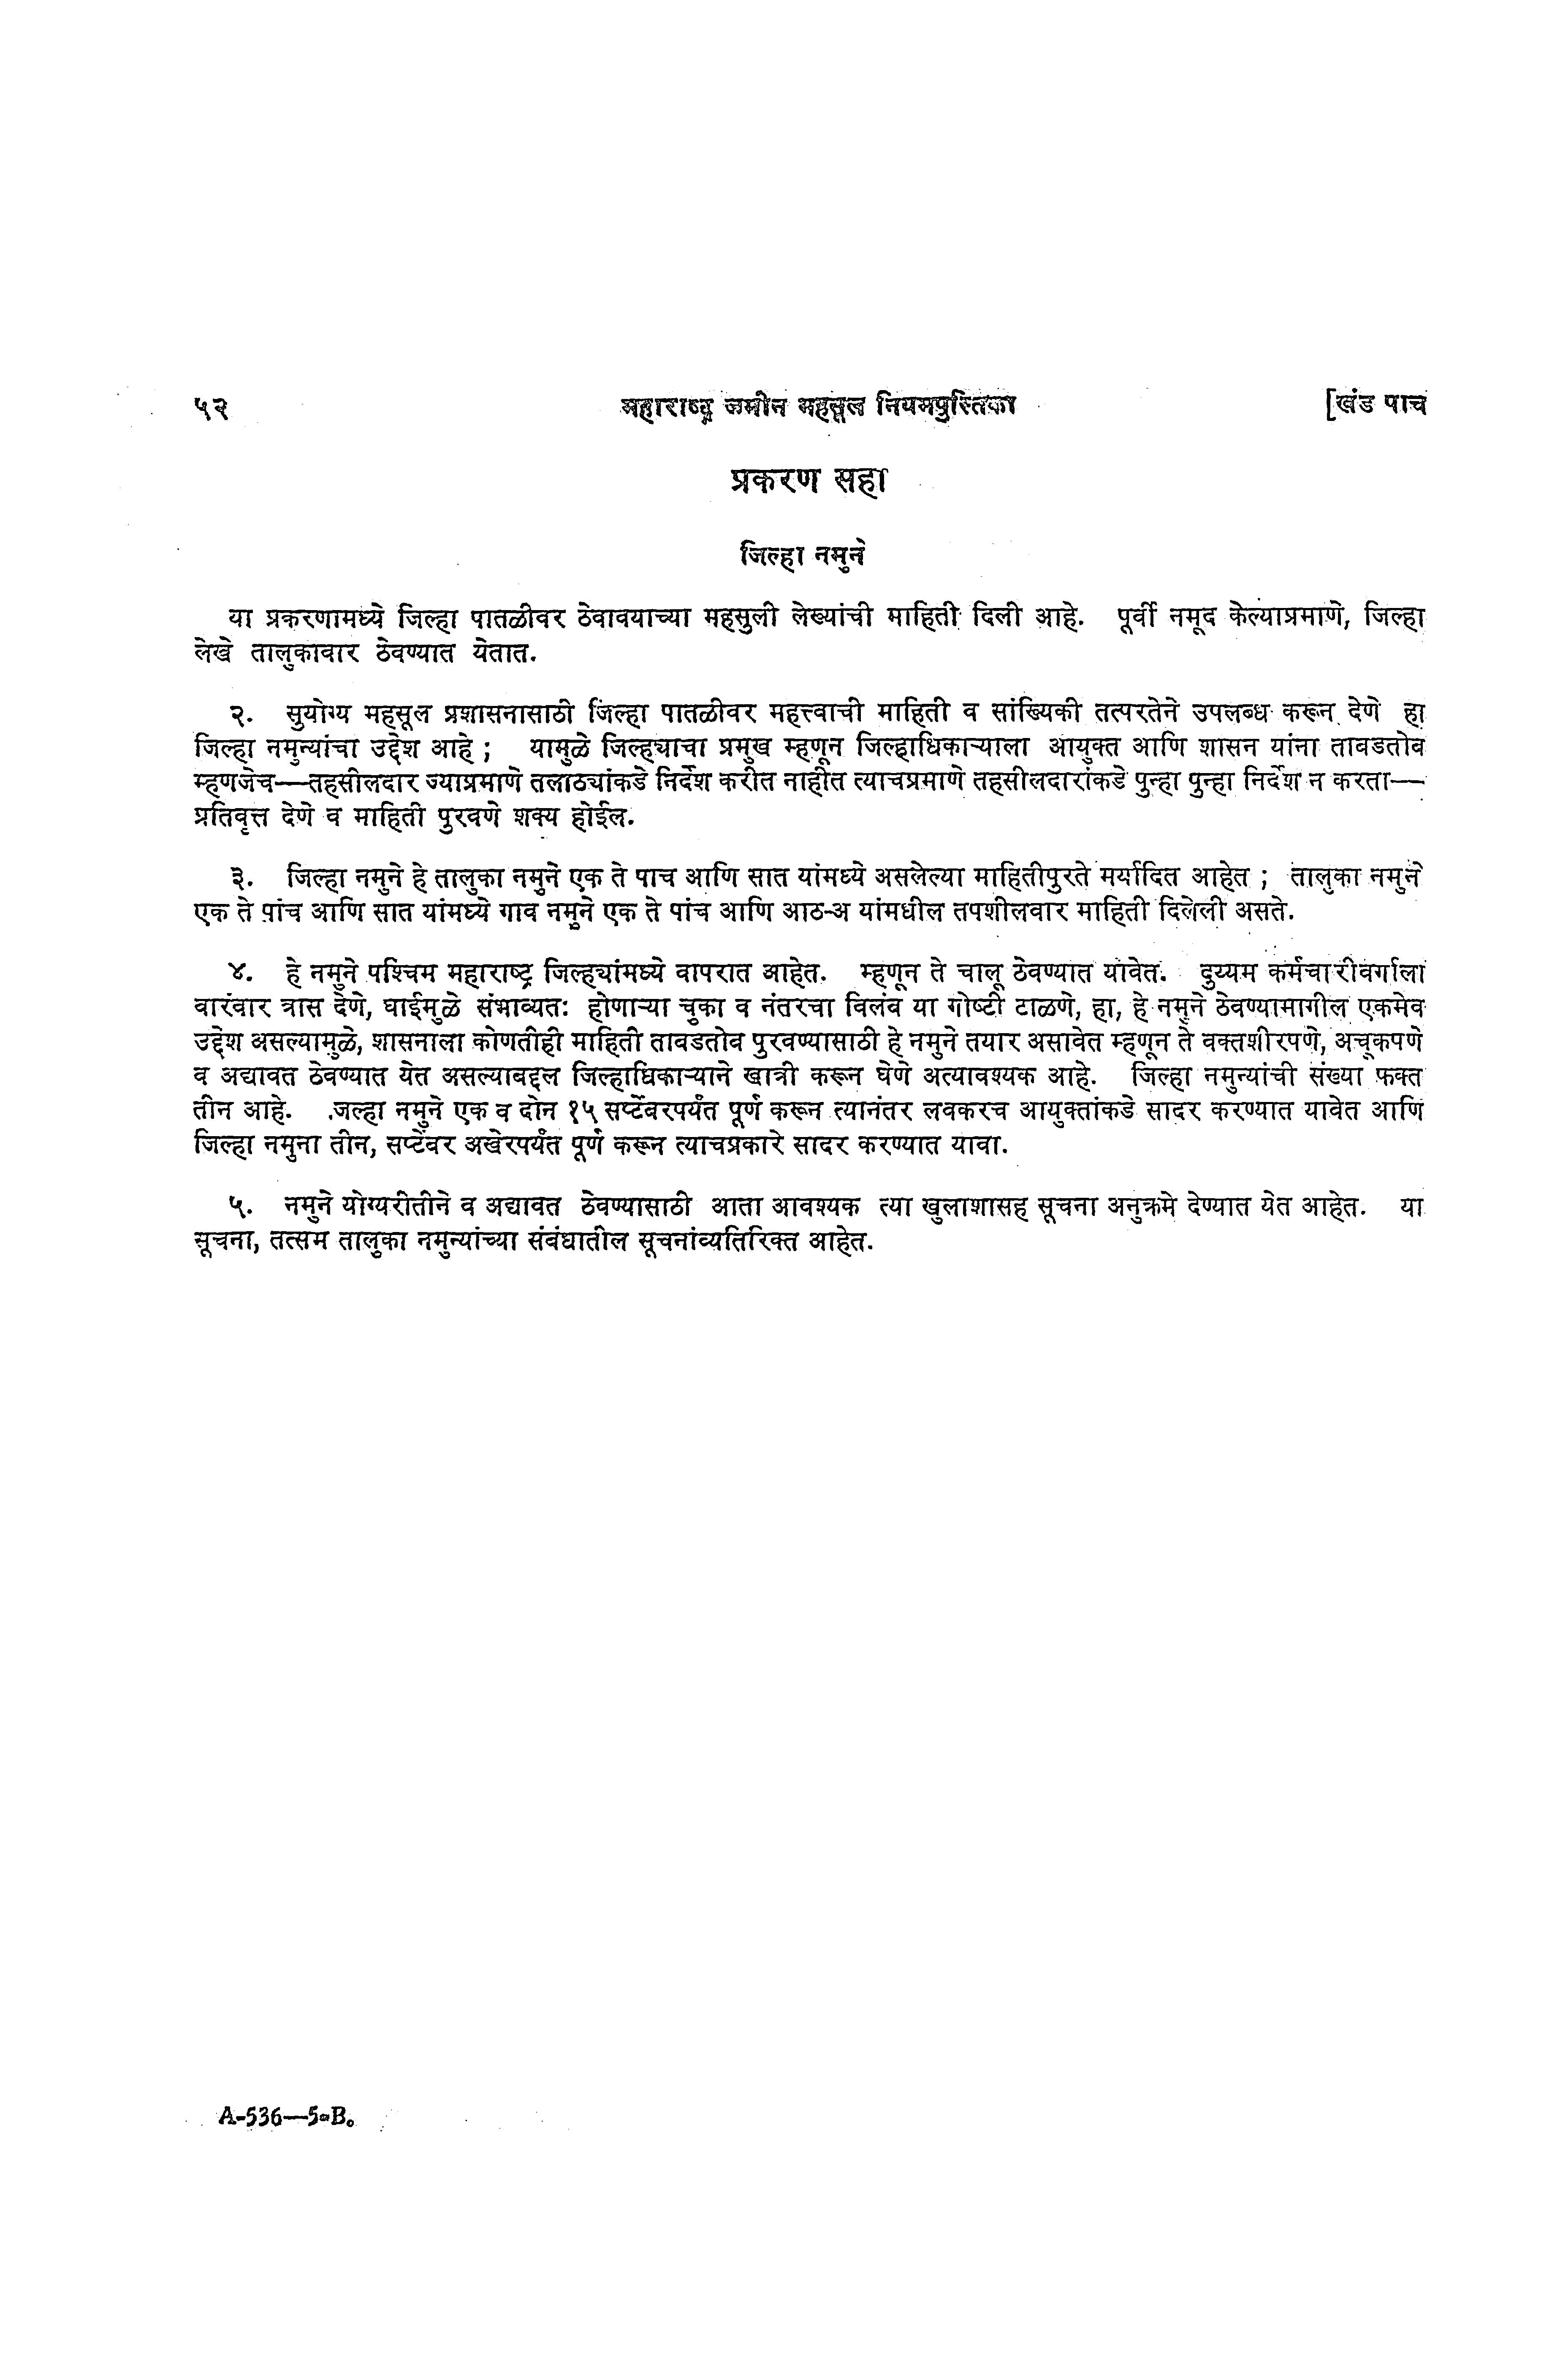 ५२ महाराष्ट्र जमीन महसूल नियमपुस्तिका [खंड पाच
प्रकरण सहा
जिल्हा नमुने
या प्रकरणामध्ये जिल्हा पातळीवर ठेवावयाच्या महसुली लेख्यांची माहिती दिली आहे. पूर्वी नमूद केल्याप्रमाणे, जिल्हा
लेखे तालुकावार ठेवण्यात येतात.
२. सुयोग्य महसूल प्रशासनासाठी जिल्हा पातळीवर महत्त्वाची माहिती व सांख्यिकी तत्परतेने उपलब्ध करून देणे हा
जिल्हा नमुन्यांचा उद्देश आहे ; यामुळे जिल्ह्याचा प्रमुख म्हणून जिल्हाधिकाऱ्याला आयुक्त आणि शासन यांना तावडतोव
म्हणजेच—तहसीलदार ज्याप्रमाणे तलाठ्यांकडे निर्देश करीत नाहीत त्याचप्रमाणे तहसीलदारांकडे पुन्हा पुन्हा निर्देश न करता—
प्रतिवृत्त देणे व माहिती पुरवणे शक्य होईल.
३. जिल्हा नमुने हे तालुका नमुने एक ते पाच आणि सात यांमध्ये असलेल्या माहितीपुरते मर्यादित आहेत ; तालुका नमुने
एक ते पांच आणि सात यांमध्ये गाव नमुने एक ते पांच आणि आठ-अ यांमधील तपशीलवार माहिती दिलेली असते.
४. हे नमुने पश्चिम महाराष्ट्र जिल्ह्यांमध्ये वापरात आहेत. म्हणून ते चालू ठेवण्यात यावेत. दुय्यम कर्मचारीवर्गाला
वारंवार त्रास देणे, घाईमुळे संभाव्यतः होणाऱ्या चुका व नंतरचा विलंब या गोष्टी टाळणे, हा, हे नमुने ठेवण्यामागील एकमेव
उद्देश असल्यामुळे, शासनाला कोणतीही माहिती तावडतोव पुरवण्यासाठी हे नमुने तयार असावेत म्हणून ते वक्तशीरपणे, अचूकपणे
व अद्यावत ठेवण्यात येत असल्याबद्दल जिल्हाधिकाऱ्याने खात्री करून घेणे अत्यावश्यक आहे. जिल्हा नमुन्यांची संख्या फक्त
तीन आहे. .जल्हा नमुने एक व दोन १५ सप्टेंबरपर्यंत पूर्ण करून त्यानंतर लवकरच आयुक्तांकडे सादर करण्यात यावेत आणि
जिल्हा नमुना तीन, सप्टेंबर अखेरपर्यंत पूर्ण करून त्याचप्रकारे सादर करण्यात यावा.
५. नमुने योग्यरीतीने व अद्यावत ठेवण्यासाठी आता आवश्यक त्या खुलाशासह सूचना अनुक्रमे देण्यात येत आहेत. या
सूचना, तत्सम तालुका नमुन्यांच्या संबंधातील सूचनांव्यतिरिक्त आहेत.
A-536—5-B.